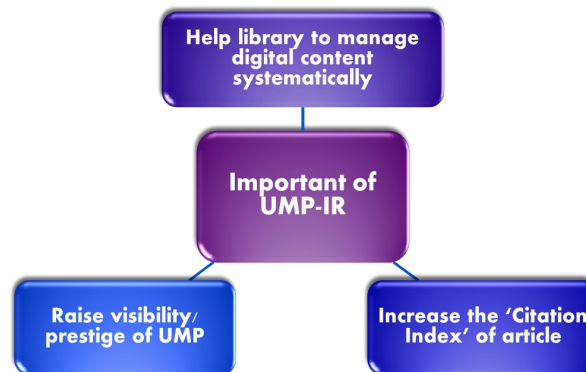 Help library to manage
digital content
systematically
Important of
UMP-IR
Raise visibility/
prestige of UMP
Increase the ‘Citation
Index’ of article